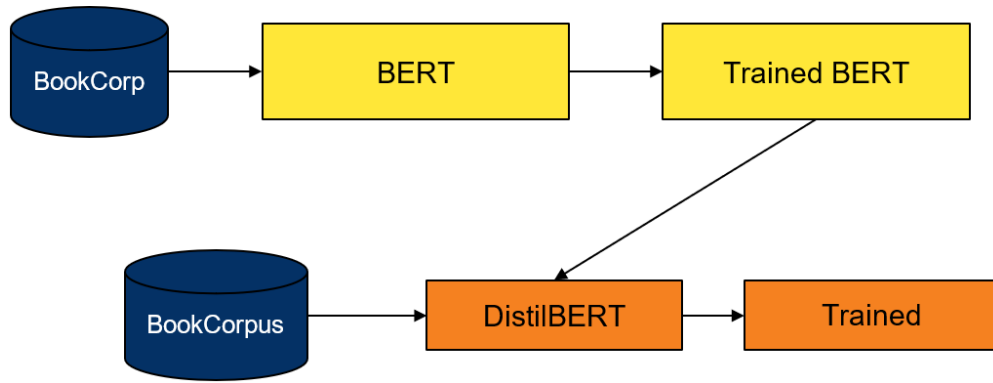 BookCorp
BERT
Trained BERT
BookCorpus
DistilBERT
Trained